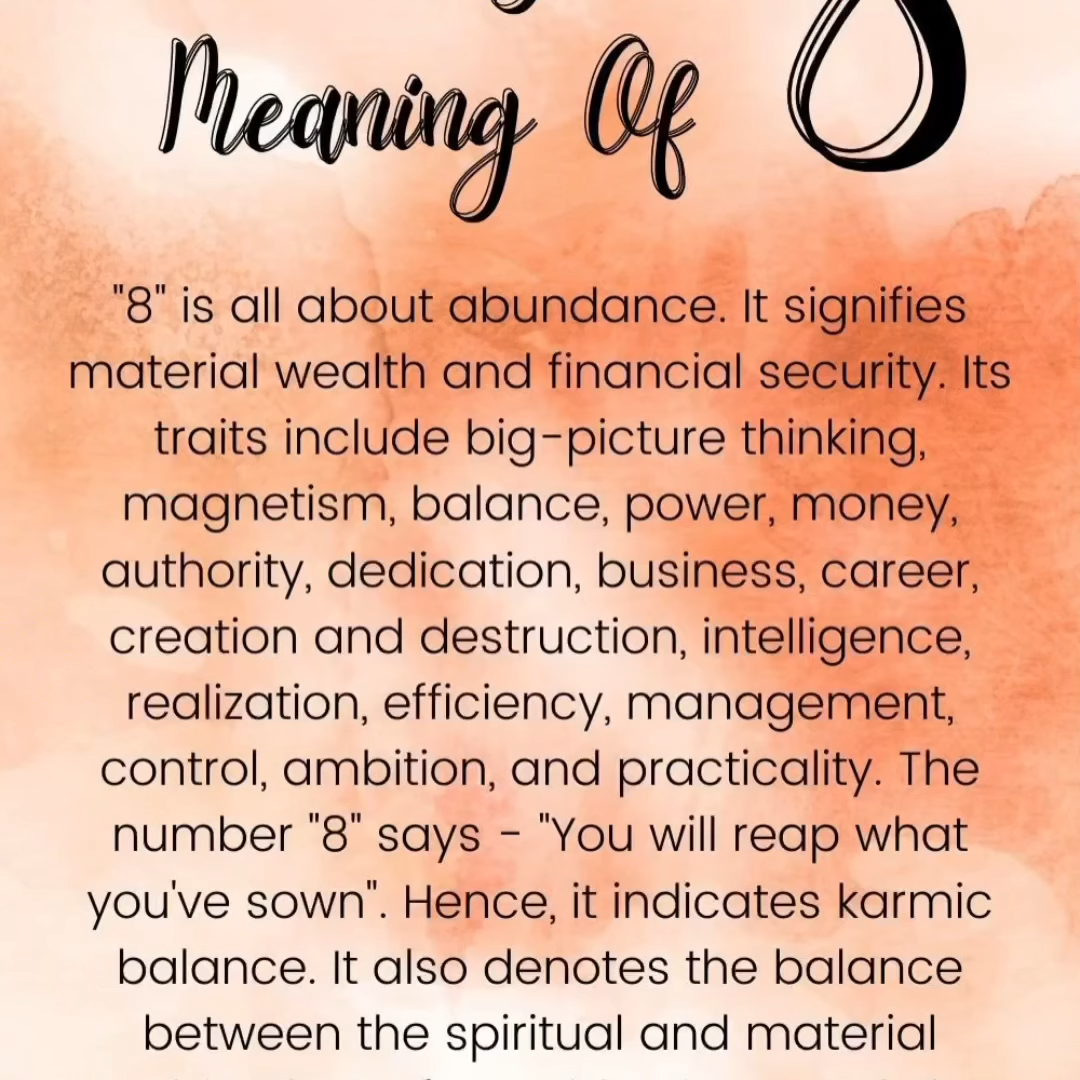 Meaning Of 8
"8" is all about abundance. It signifies
material wealth and financial security. Its
traits include big-picture thinking,
magnetism, balance, power, money,
authority, dedication, business, career,
creation and destruction, intelligence,
realization, efficiency, management,
control, ambition, and practicality. The
number "8" says - "You will reap what
you've sown". Hence, it indicates karmic
balance. It also denotes the balance
between the spiritual and material